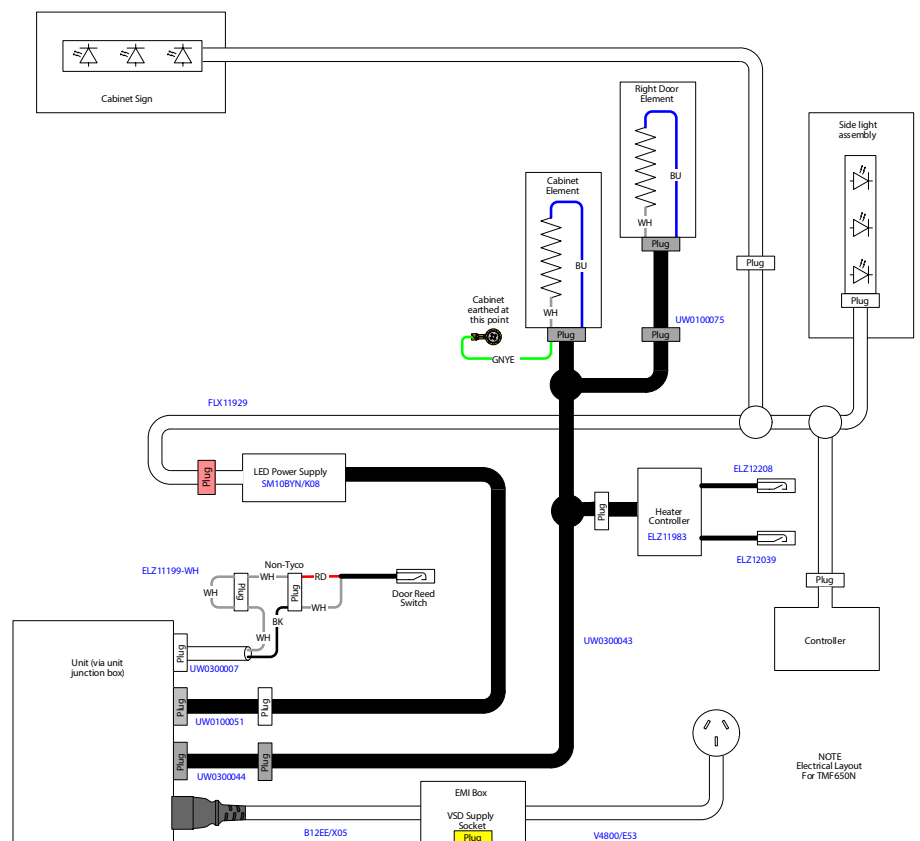 Cabinet Sign
Right Door
Element
BU
WH
Plug
Side light
assembly
Plug
Cabinet
Element
BU
WH
Plug
Plug
UW0100075
Plug
Cabinet
earthed at
this point
GNYE
FLX11929
Plug
LED Power Supply
SM10BYN/K08
ELZ12208
Plug
Heater
Controller
ELZ11983
ELZ12039
ELZ11199-WH
Non-Tyco
WH
RD
WH
Plug
Plug
WH
BK
WH
Door Reed
Switch
Plug
Controller
Unit (via unit
junction box)
Plug
UW0300007
UW0300043
Plug
Plug
UW0100051
Plug
Plug
UW0300044
NOTE
Electrical Layout
For TMF650N
EMI Box
VSD Supply
Socket
Plug
B12EE/X05
V4800/E53